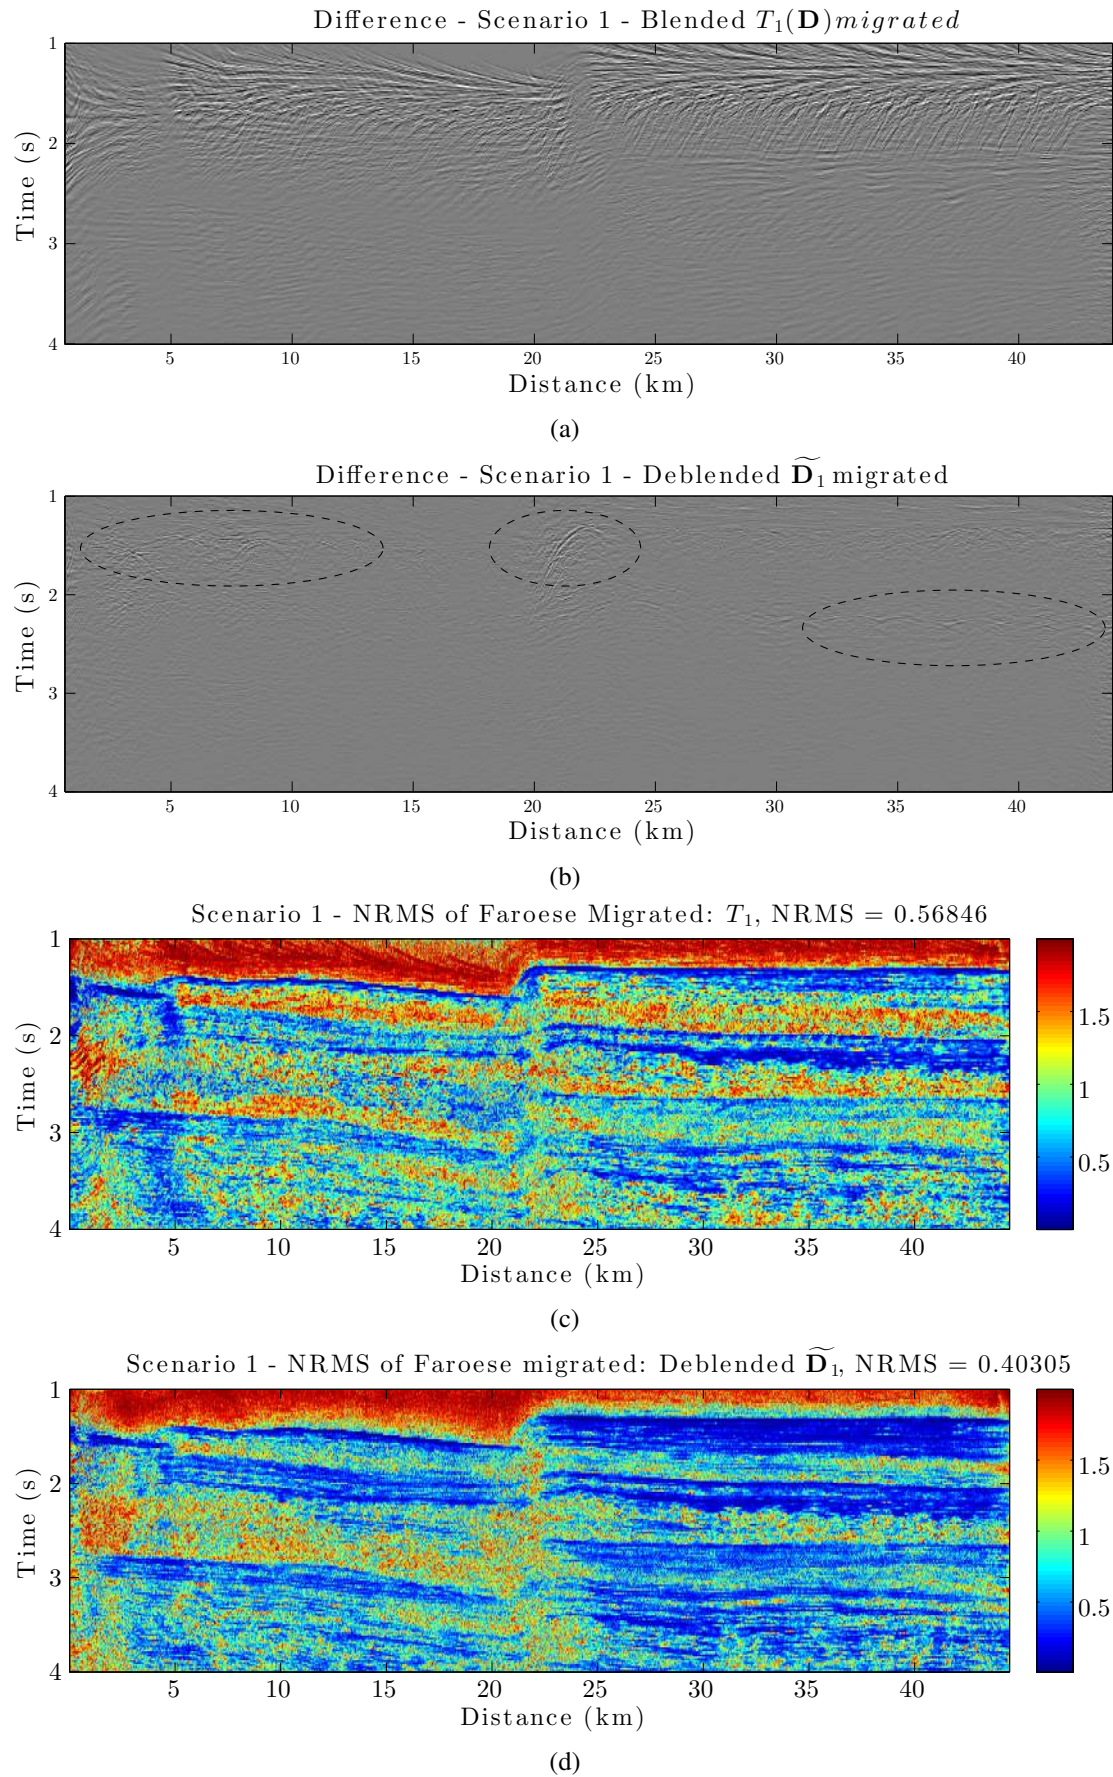 Difference - Scenario 1 - Blended T₁(D)migrated
1
2
3
4
Time (s)
5 10 15 20 25 30 35 40
Distance (km)
(a)
Difference - Scenario 1 - Deblended D̃₁ migrated
1
2
3
4
Time (s)
5 10 15 20 25 30 35 40
Distance (km)
(b)
Scenario 1 - NRMS of Faroese Migrated: T₁, NRMS = 0.56846
1
2
3
4
Time (s)
5 10 15 20 25 30 35 40
Distance (km)
1.5
1
0.5
(c)
Scenario 1 - NRMS of Faroese migrated: Deblended D̃₁, NRMS = 0.40305
1
2
3
4
Time (s)
5 10 15 20 25 30 35 40
Distance (km)
1.5
1
0.5
(d)